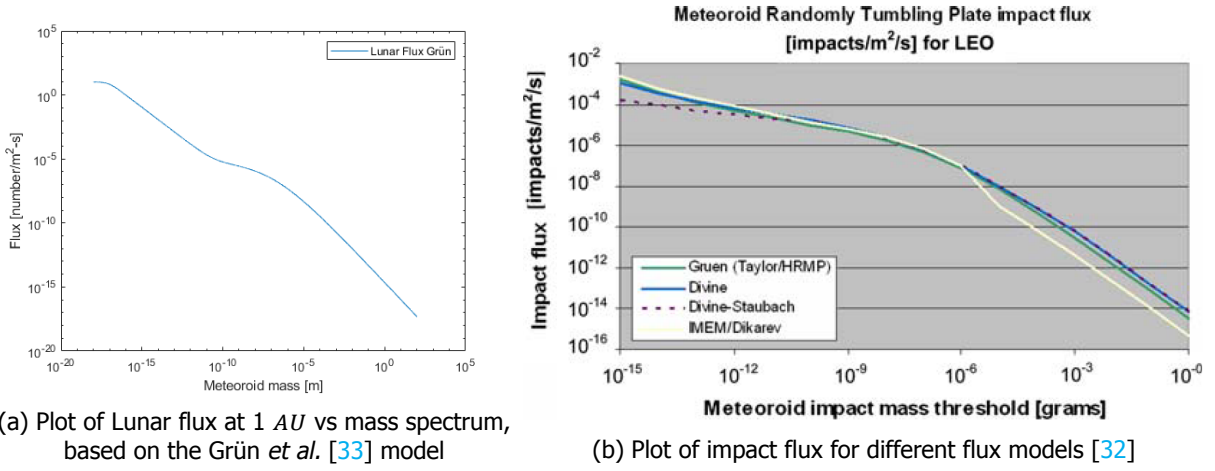 10^5
10^0
10^-5
10^-10
10^-15
10^-20
Flux [number/m^2-s]
Lunar Flux Grün
10^-20 10^-15 10^-10 10^-5 10^0 10^5
Meteoroid mass [m]
a) Plot of Lunar flux at 1 AU vs mass spectrum,
based on the Grün et al. [33] model
Meteoroid Randomly Tumbling Plate impact flux
[impacts/m^2/s] for LEO
10^-2
10^-4
10^-6
10^-8
10^-10
10^-12
10^-14
10^-16
Impact flux [impacts/m^2/s]
Gruen (Taylor/HRMP)
Divine
Divine-Staubach
IMEM/Dikarev
10^-15 10^-12 10^-9 10^-6 10^-3 10^-0
Meteoroid impact mass threshold [grams]
(b) Plot of impact flux for different flux models [32]